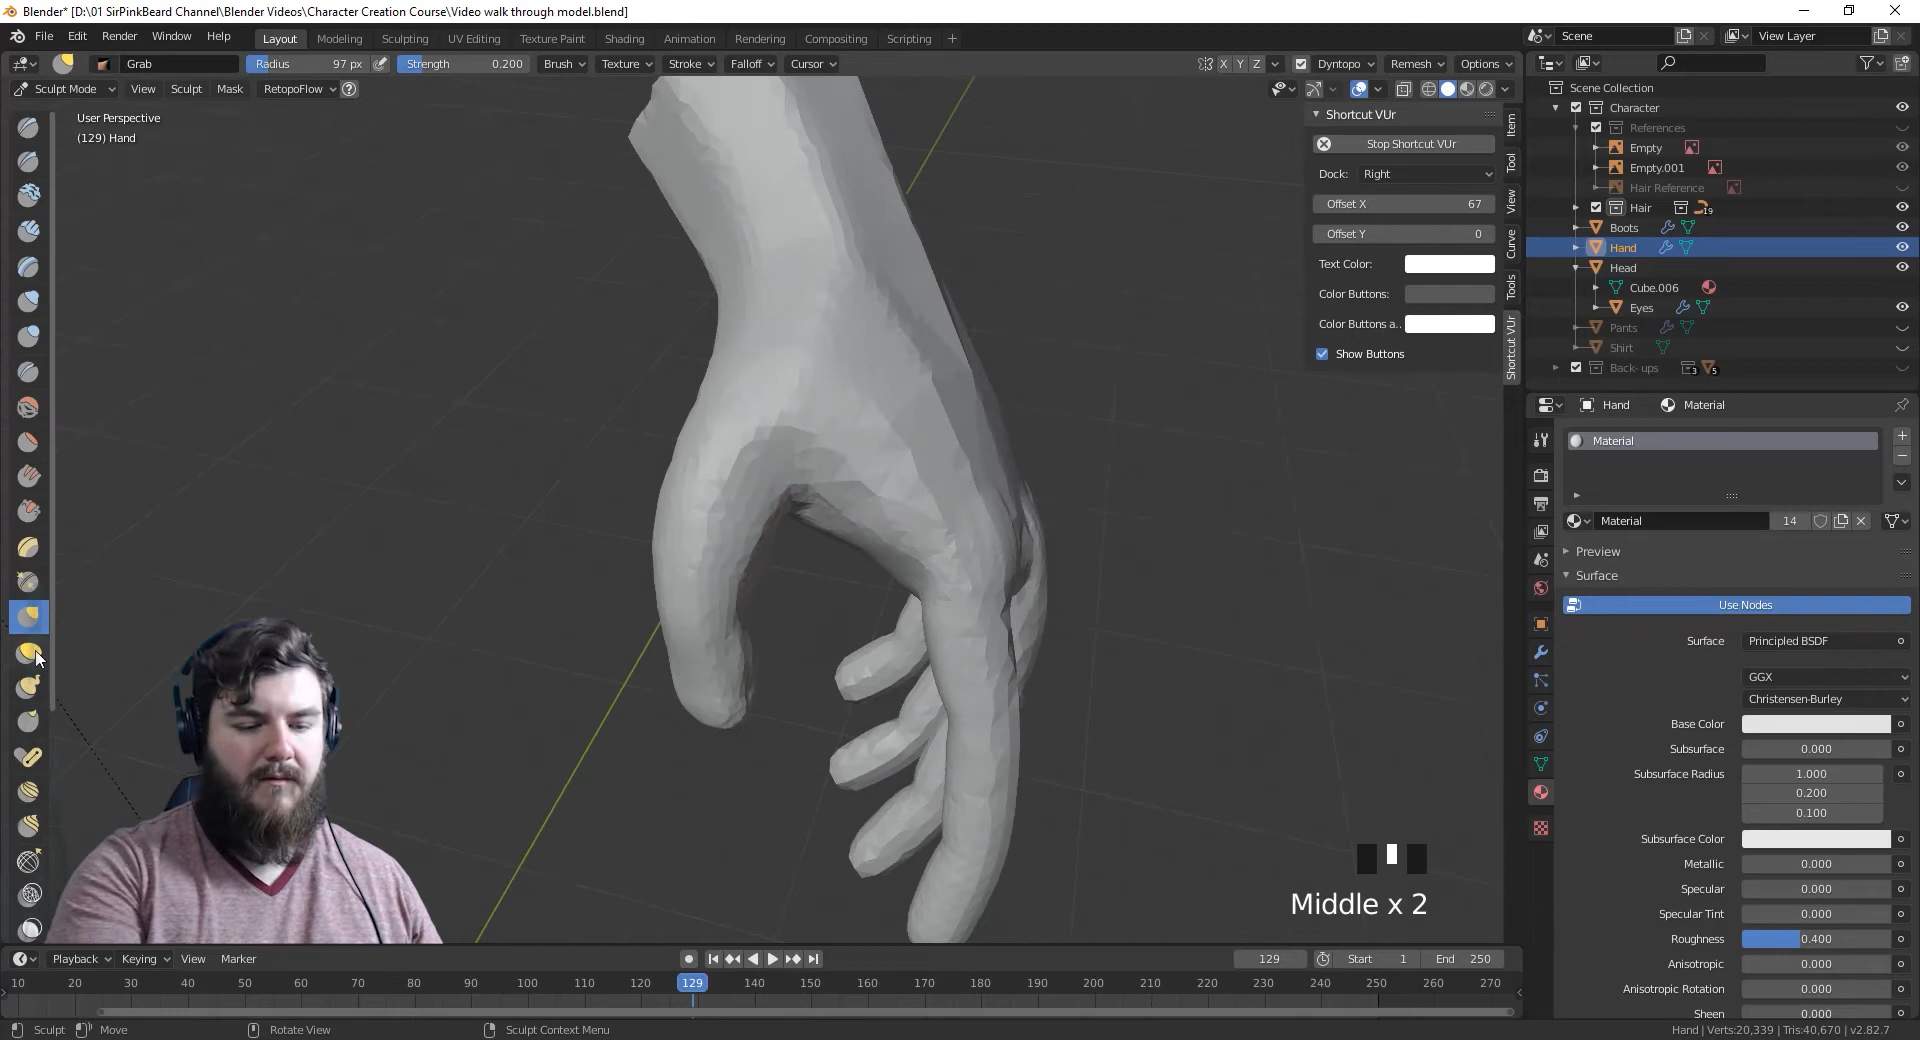 Blender* [D:\01 SirPinkBeard Channel\Blender Videos\Character Creation Course\Video walk through model.blend]
File Edit Render Window Help Layout Modeling Sculpting UV Editing Texture Paint Shading Animation Rendering Compositing Scripting + Scene View Layer
Grab Radius 97 px Strength 0.200 Brush Texture Stroke Falloff Cursor X Y Z Dyntopo Remesh Options
Sculpt Mode View Sculpt Mask RetopoFlow ?
User Perspective
(129) Hand
Shortcut VUr
Stop Shortcut VUr
Dock: Right
Offset X 67
Offset Y 0
Text Color:
Color Buttons:
Color Buttons a..
Show Buttons
Item
Tool
View
Curve
Tools
Shortcut VUr
Scene Collection
Character
References
Empty
Empty.001
Hair Reference
Hair 19
Boots
Hand
Head
Cube.006
Eyes
Pants
Shirt
Back-ups 3 5
Hand Material
Material
Material 14
Preview
Surface
Use Nodes
Surface Principled BSDF
GGX
Christensen-Burley
Base Color
Subsurface 0.000
Subsurface Radius 1.000
0.200
0.100
Subsurface Color
Metallic 0.000
Specular 0.000
Specular Tint 0.000
Roughness 0.400
Anisotropic 0.000
Anisotropic Rotation 0.000
Sheen 0.000
Middle x 2
Playback Keying View Marker 129 Start 1 End 250
10 20 30 40 50 60 70 80 90 100 110 120 129 140 150 160 170 180 190 200 210 220 230 240 250 260 270
Sculpt Move Rotate View Sculpt Context Menu Hand | Verts:20,339 | Tris:40,670 | v2.82.7